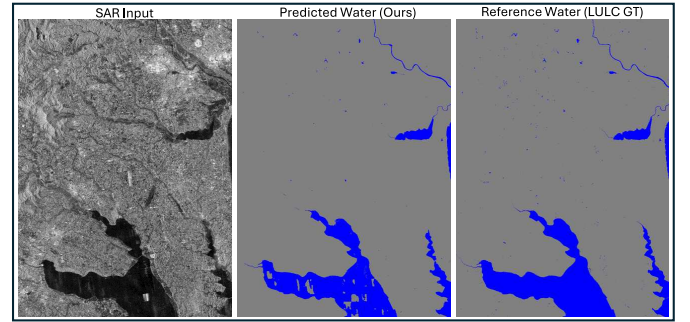 SAR Input
Predicted Water (Ours)
Reference Water (LULC GT)